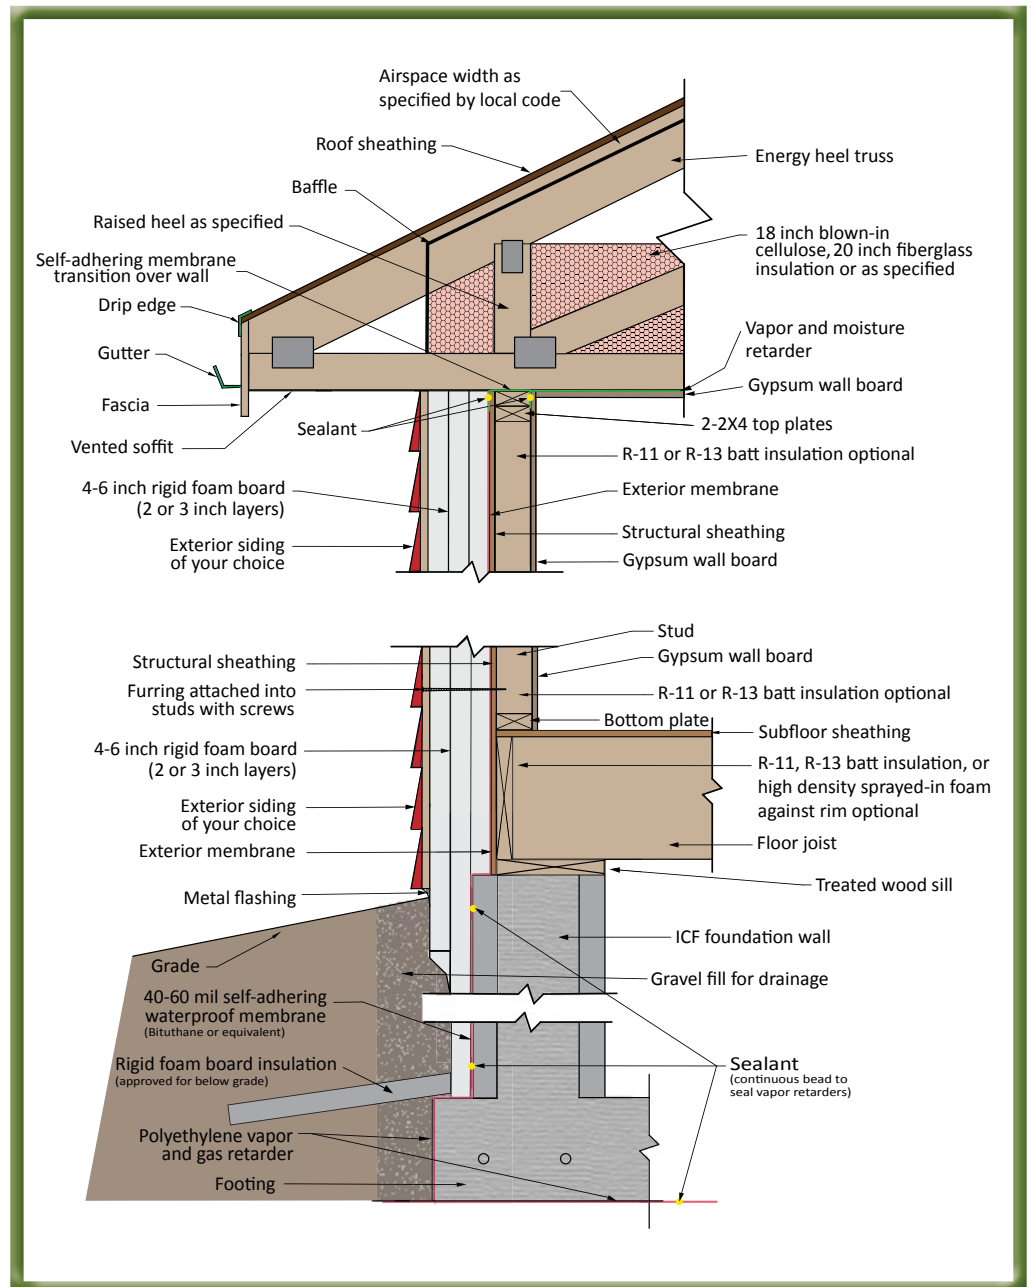 Airspace width as
specified by local code
Roof sheathing
Energy heel truss
Baffle
Raised heel as specified
18 inch blown-in
cellulose, 20 inch fiberglass
insulation or as specified
Self-adhering membrane
transition over wall
Drip edge
Vapor and moisture
retarder
Gutter
Gypsum wall board
Fascia
Sealant
2-2X4 top plates
Vented soffit
R-11 or R-13 batt insulation optional
4-6 inch rigid foam board
(2 or 3 inch layers)
Exterior membrane
Structural sheathing
Exterior siding
of your choice
Gypsum wall board
Stud
Structural sheathing
Gypsum wall board
Furring attached into
studs with screws
R-11 or R-13 batt insulation optional
Bottom plate
Subfloor sheathing
4-6 inch rigid foam board
(2 or 3 inch layers)
R-11, R-13 batt insulation, or
high density sprayed-in foam
against rim optional
Exterior siding
of your choice
Floor joist
Exterior membrane
Treated wood sill
Metal flashing
ICF foundation wall
Grade
Gravel fill for drainage
40-60 mil self-adhering
waterproof membrane
(Bituthane or equivalent)
Rigid foam board insulation
(approved for below grade)
Sealant
(continuous bead to
seal vapor retarders)
Polyethylene vapor
and gas retarder
Footing